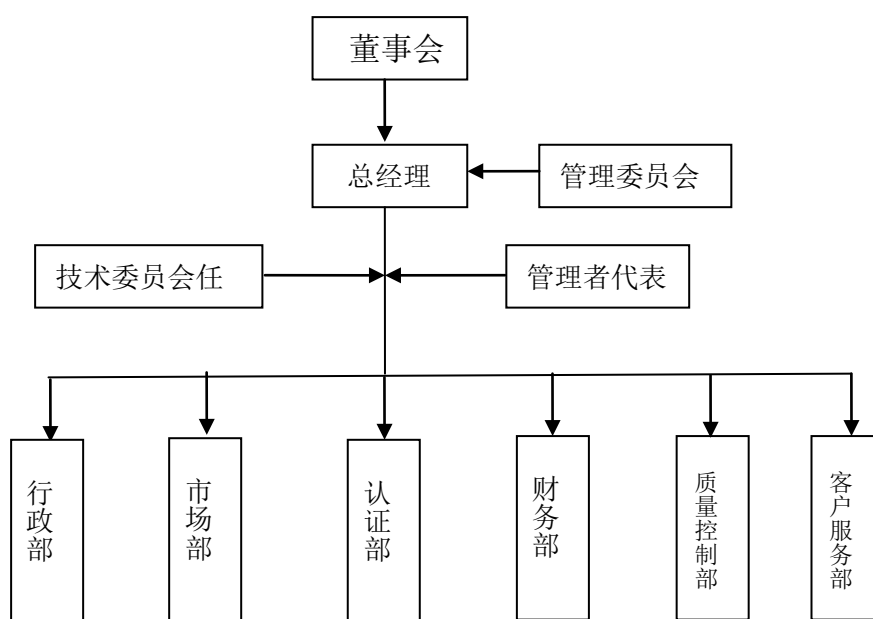 董事会
总经理
管理委员会
技术委员会任
管理者代表
行政部
市场部
认证部
财务部
质量控制部
客户服务部